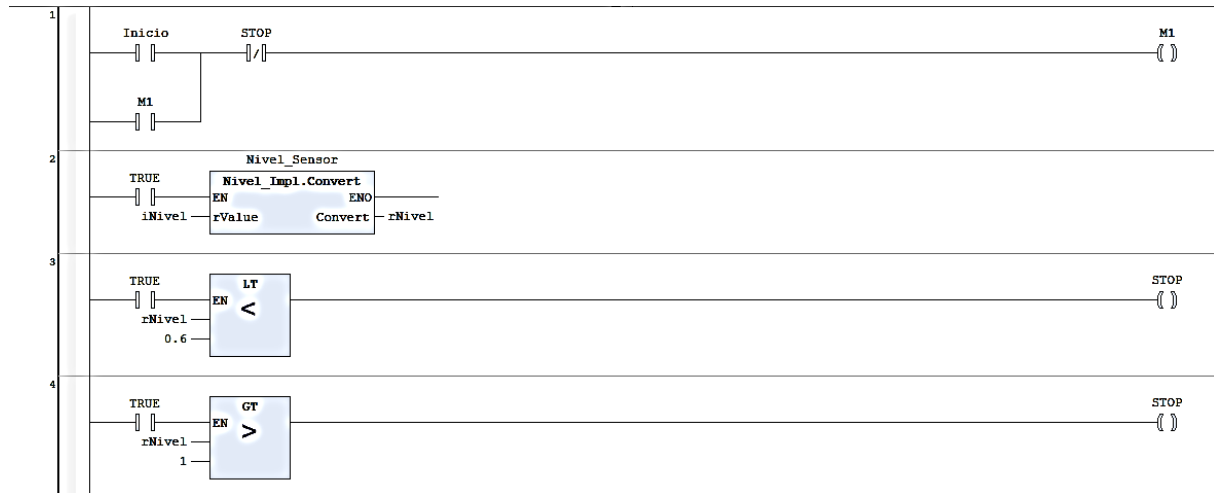 1
Inicio STOP M1
M1
2
Nivel_Sensor
TRUE Nivel_Impl.Convert
EN ENO
iNivel rValue Convert rNivel
3
TRUE LT STOP
EN <
rNivel
0.6
4
TRUE GT STOP
EN >
rNivel
1